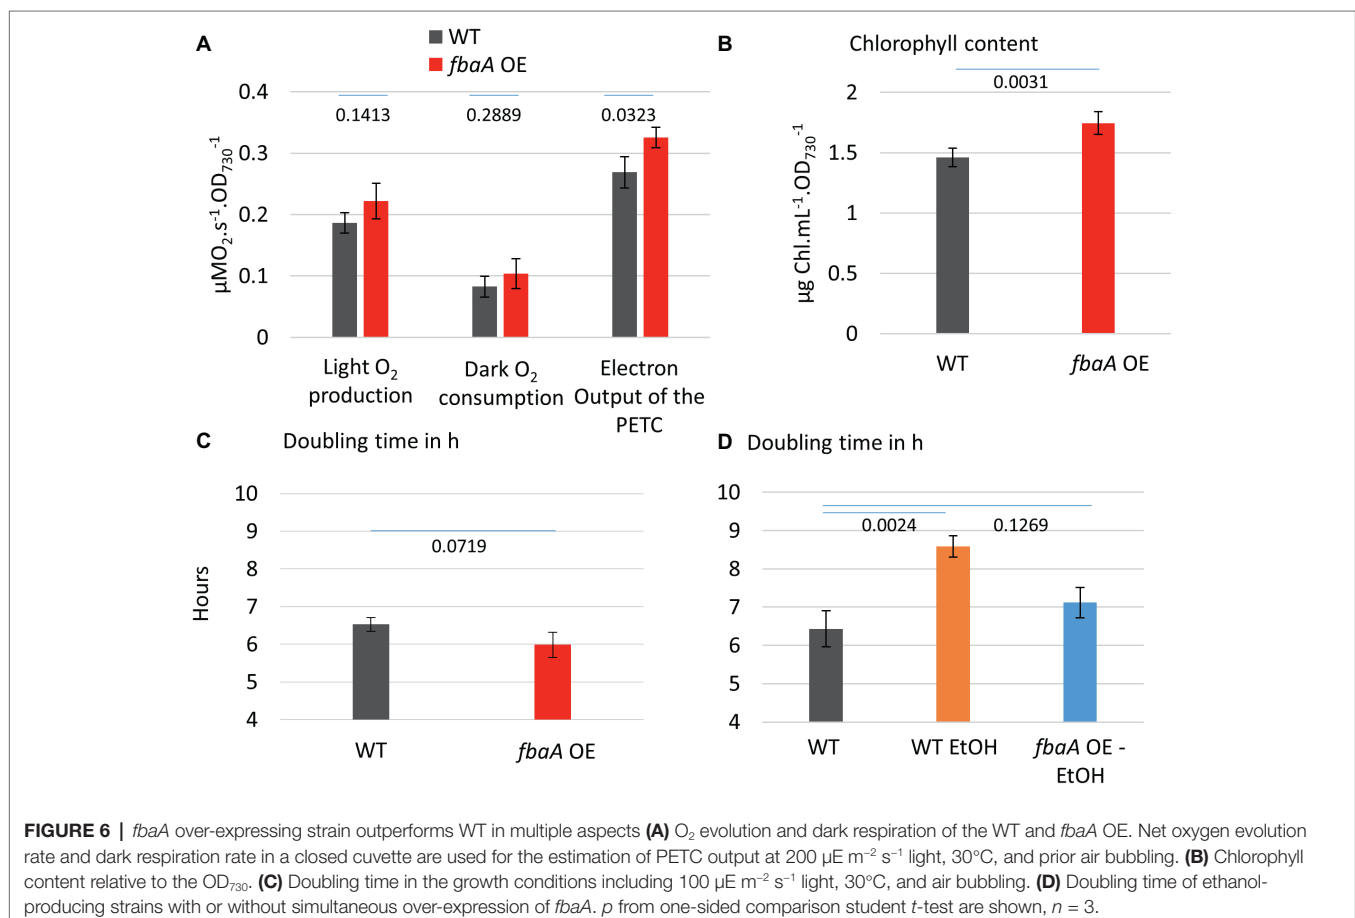 A
WT
fbaA OE
0.4
0.3
0.2
0.1
0
µMO₂.s⁻¹.OD₇₃₀⁻¹
0.1413
0.2889
0.0323
Light O₂
production
Dark O₂
consumption
Electron
Output of the
PETC
B
Chlorophyll content
0.0031
2
1.5
1
0.5
0
µg Chl.mL⁻¹.OD₇₃₀⁻¹
WT
fbaA OE
C
Doubling time in h
10
9
8
7
6
5
4
Hours
0.0719
WT
fbaA OE
D
Doubling time in h
10
9
8
7
6
5
4
0.0024
0.1269
WT
WT EtOH
fbaA OE -
EtOH
FIGURE 6 | fbaA over-expressing strain outperforms WT in multiple aspects (A) O₂ evolution and dark respiration of the WT and fbaA OE. Net oxygen evolution
rate and dark respiration rate in a closed cuvette are used for the estimation of PETC output at 200 µE m⁻² s⁻¹ light, 30°C, and prior air bubbling. (B) Chlorophyll
content relative to the OD₇₃₀. (C) Doubling time in the growth conditions including 100 µE m⁻² s⁻¹ light, 30°C, and air bubbling. (D) Doubling time of ethanol-
producing strains with or without simultaneous over-expression of fbaA. p from one-sided comparison student t-test are shown, n = 3.